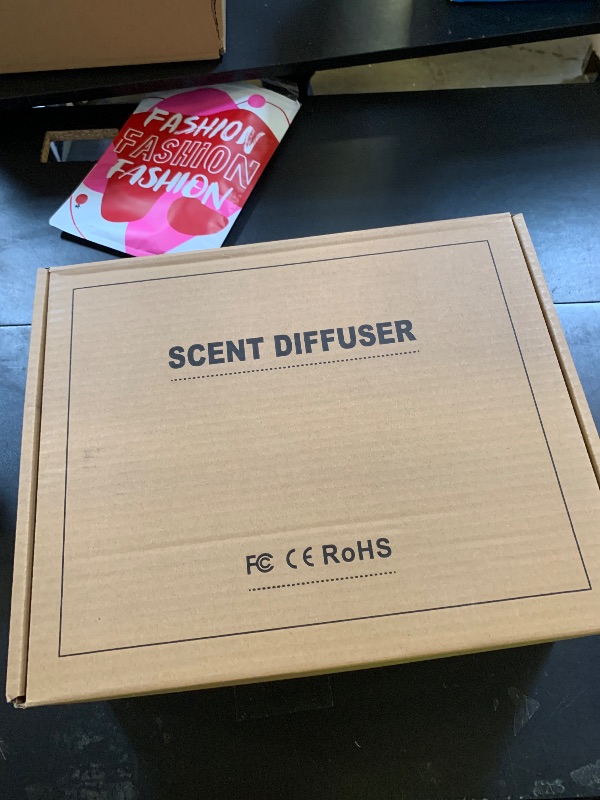 FASHION
FASHION
FASHION
SCENT DIFFUSER
FC CE RoHS